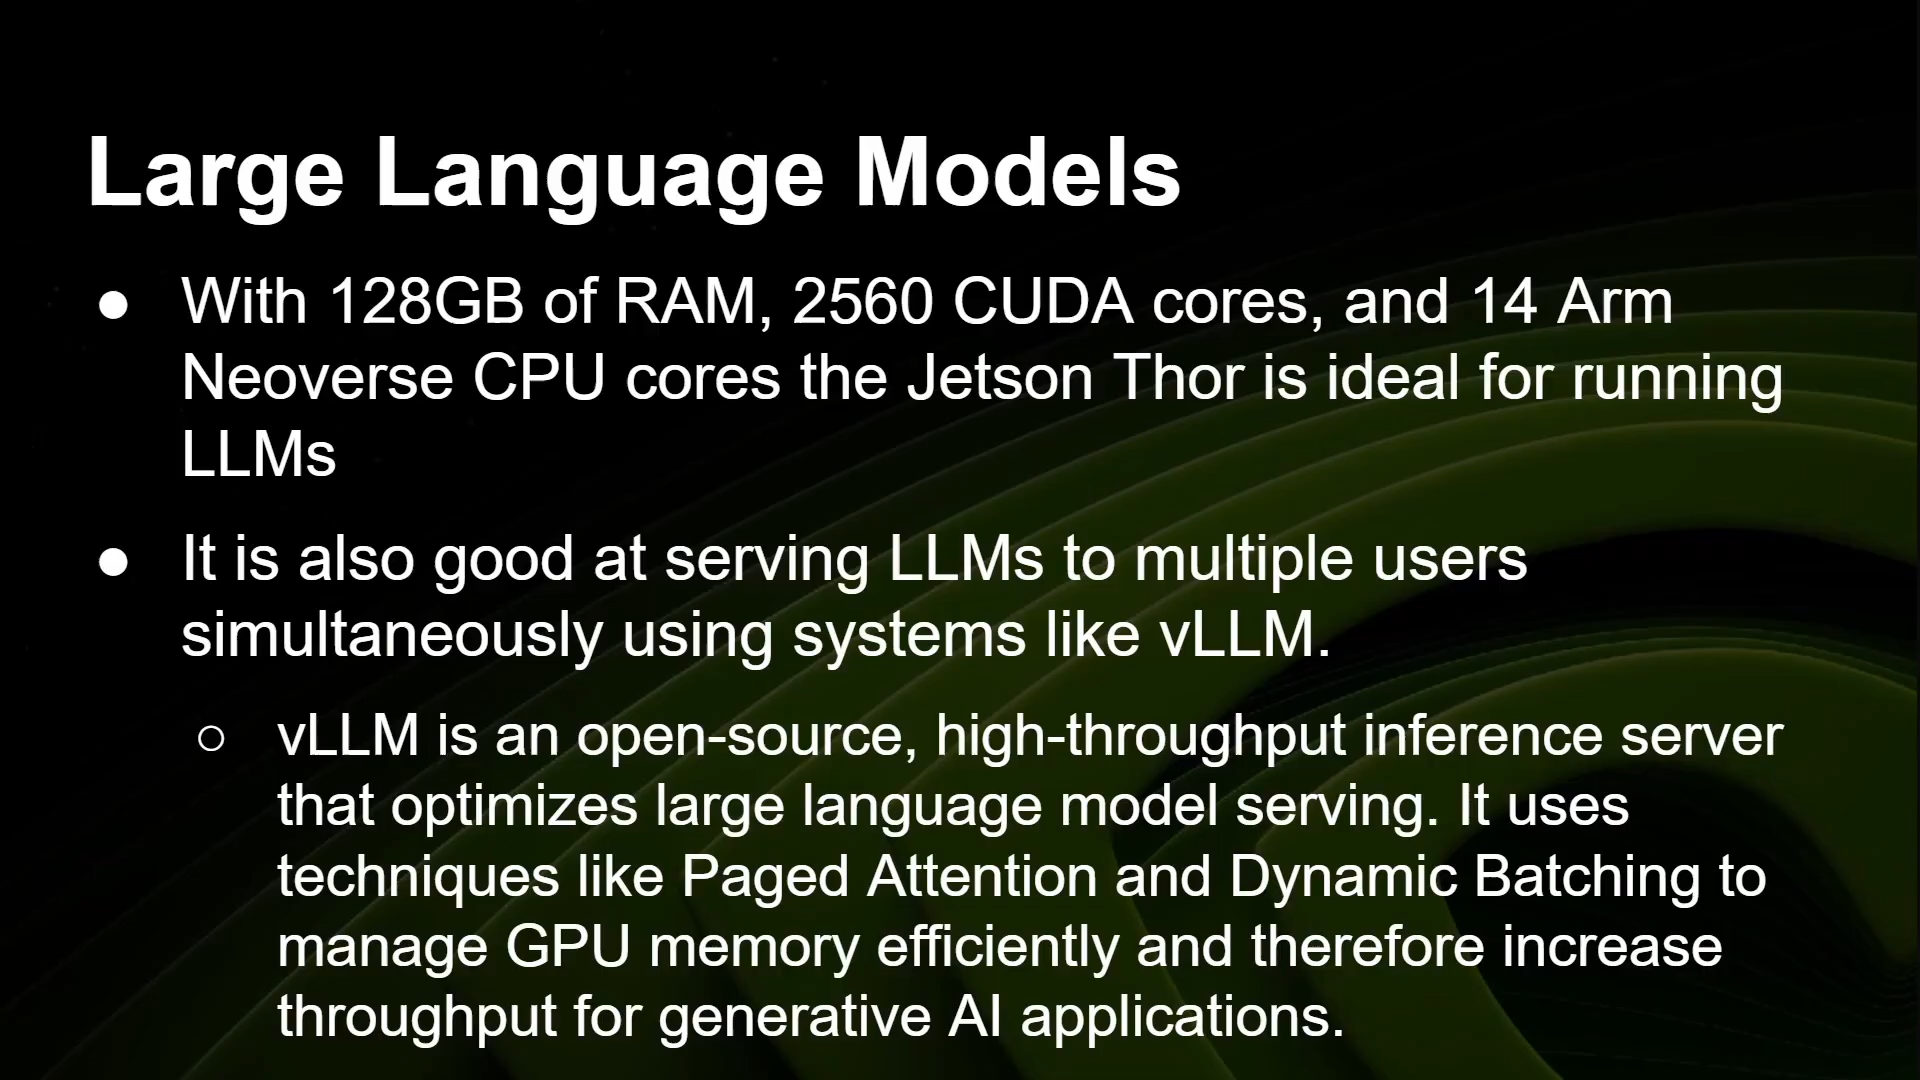 Large Language Models
● With 128GB of RAM, 2560 CUDA cores, and 14 Arm
Neoverse CPU cores the Jetson Thor is ideal for running
LLMs
● It is also good at serving LLMs to multiple users
simultaneously using systems like vLLM.
○ vLLM is an open-source, high-throughput inference server
that optimizes large language model serving. It uses
techniques like Paged Attention and Dynamic Batching to
manage GPU memory efficiently and therefore increase
throughput for generative AI applications.